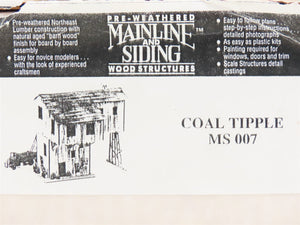 • Pre-weathered Northeast
Lumber construction with
natural aged "barn wood"
finish for board by board
assembly
• Easy for novice modelers . . .
with the look of experienced
craftsmen
PRE-WEATHERED
MAINLINE™
AND
SIDING
WOOD STRUCTURES
• Easy to follow plans,
step-by-step instructions,
detailed photographs
• As easy as plastic kits
• Painting required for
windows, doors and trim
• Scale Structures detail
castings
COAL TIPPLE
MS 007